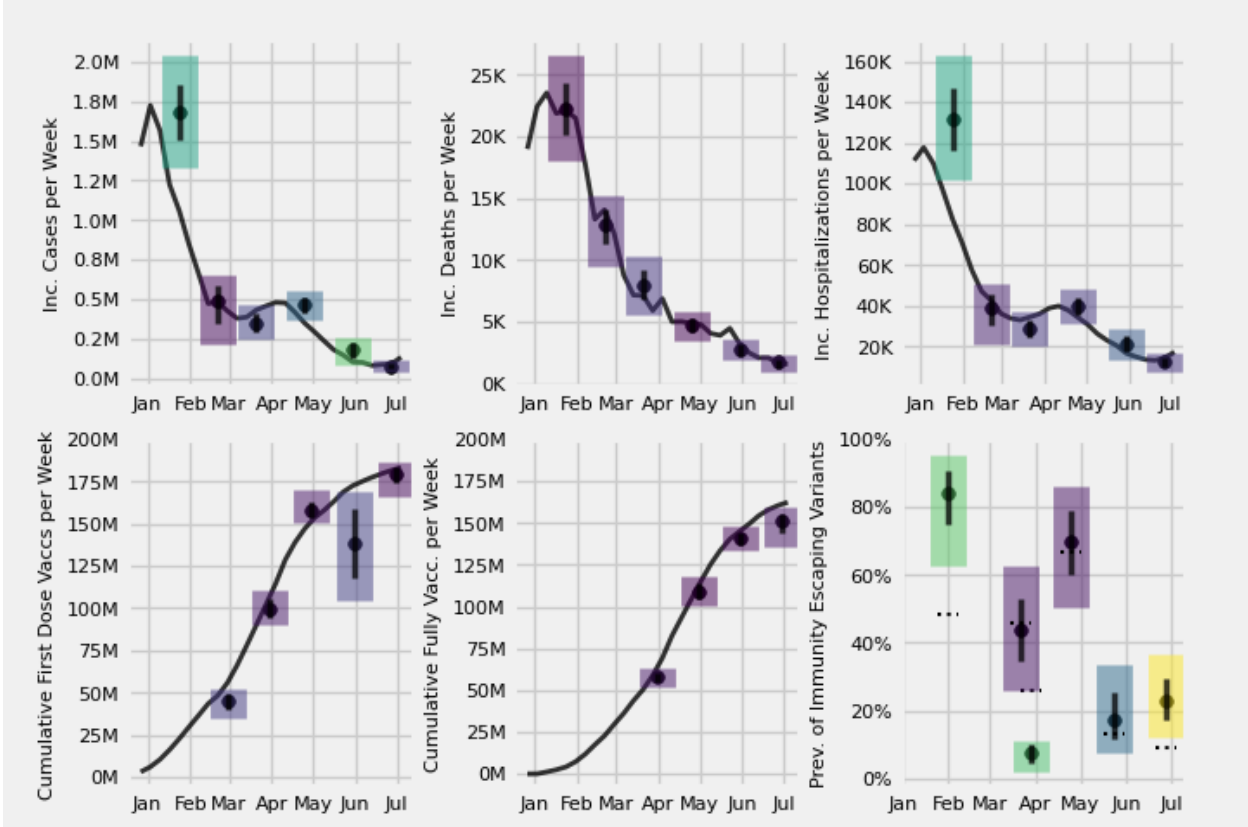 Inc. Cases per Week
2.0M
1.8M
1.5M
1.2M
1.0M
0.8M
0.5M
0.2M
0.0M
Jan Feb Mar Apr May Jun Jul
Inc. Deaths per Week
25K
20K
15K
10K
5K
0K
Jan Feb Mar Apr May Jun Jul
Inc. Hospitalizations per Week
160K
140K
120K
100K
80K
60K
40K
20K
Jan Feb Mar Apr May Jun Jul
Cumulative First Dose Vaccs per Week
200M
175M
150M
125M
100M
75M
50M
25M
0M
Jan Feb Mar Apr May Jun Jul
Cumulative Fully Vacc. per Week
200M
175M
150M
125M
100M
75M
50M
25M
0M
Jan Feb Mar Apr May Jun Jul
Prev. of Immunity Escaping Variants
100%
80%
60%
40%
20%
0%
Jan Feb Mar Apr May Jun Jul